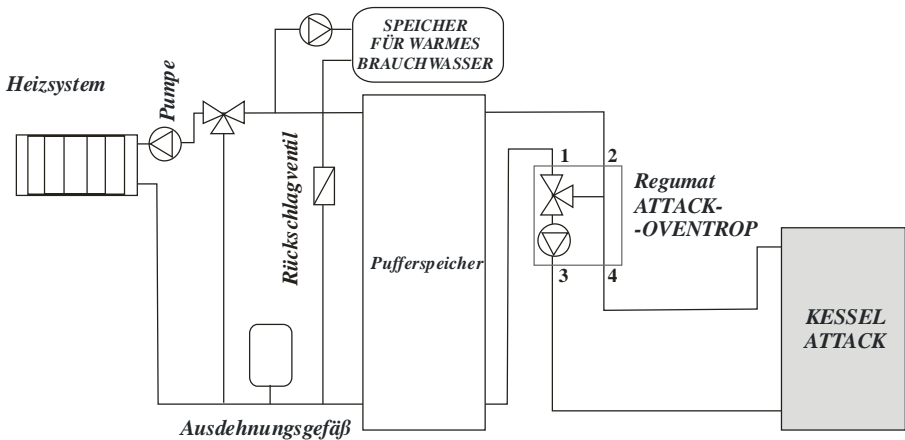 SPEICHER
FÜR WARMES
BRAUCHWASSER
Heizsystem
Pumpe
Rückschlagventil
1 2
Regumat
ATTACK-
-OVENTROP
Pufferspeicher
3 4
KESSEL
ATTACK
Ausdehnungsgefäß